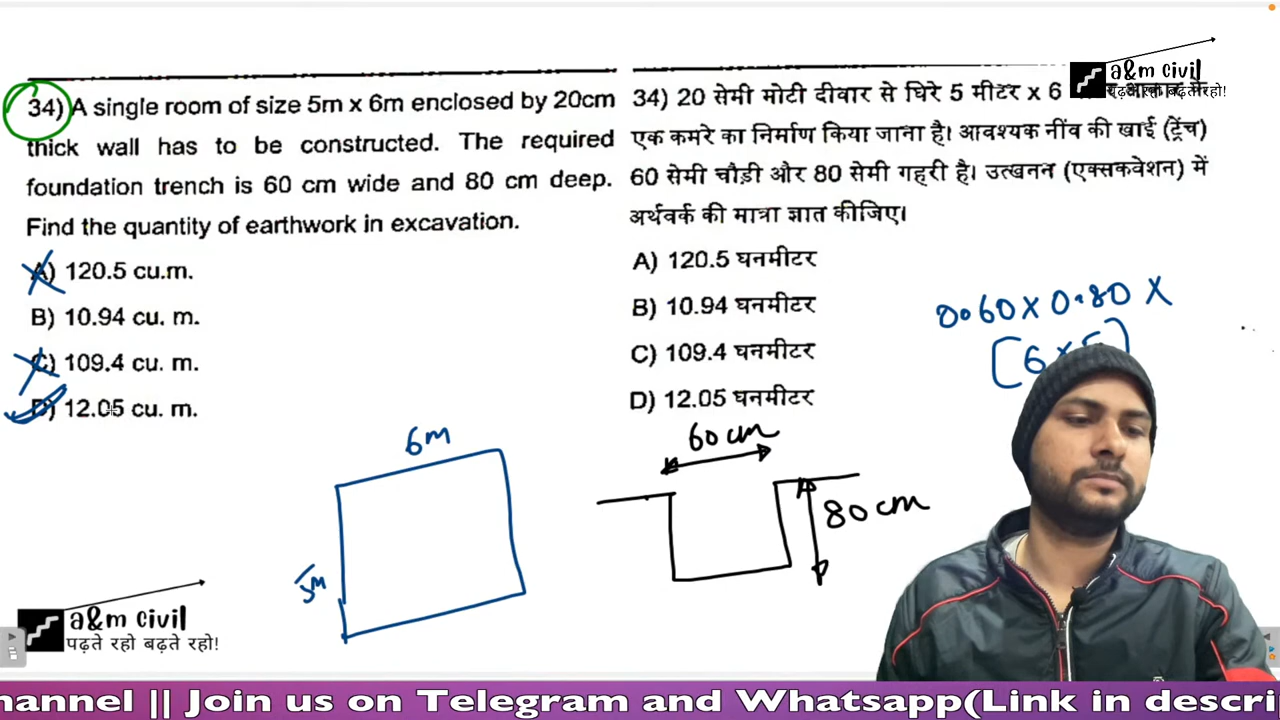 a&m civil
पढ़ते रहो बढ़ते रहो!
34) A single room of size 5m x 6m enclosed by 20cm
thick wall has to be constructed. The required
foundation trench is 60 cm wide and 80 cm deep.
Find the quantity of earthwork in excavation.
A) 120.5 cu.m.
B) 10.94 cu. m.
C) 109.4 cu. m.
D) 12.05 cu. m.
34) 20 सेमी मोटी दीवार से घिरे 5 मीटर x 6
एक कमरे का निर्माण किया जाना है। आवश्यक नींव की खाई (ट्रेंच)
60 सेमी चौड़ी और 80 सेमी गहरी है। उत्खनन (एक्सकवेशन) में
अर्थवर्क की मात्रा ज्ञात कीजिए।
A) 120.5 घनमीटर
B) 10.94 घनमीटर
C) 109.4 घनमीटर
D) 12.05 घनमीटर
0.60 x 0.80 x
[6 x
6m
5m
60 cm
80 cm
a&m civil
पढ़ते रहो बढ़ते रहो!
hannel || Join us on Telegram and Whatsapp(Link in descri